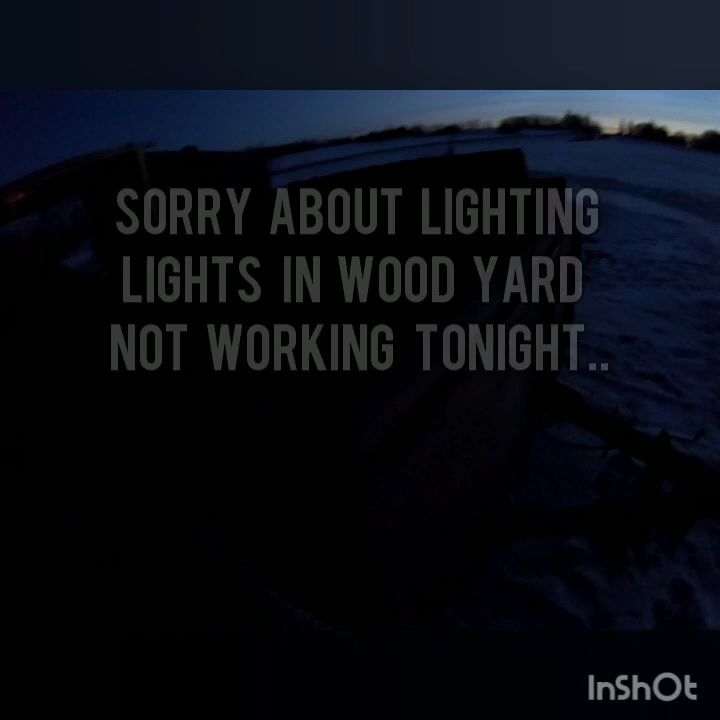 SORRY ABOUT LIGHTING
LIGHTS IN WOOD YARD
NOT WORKING TONIGHT..
InShOt